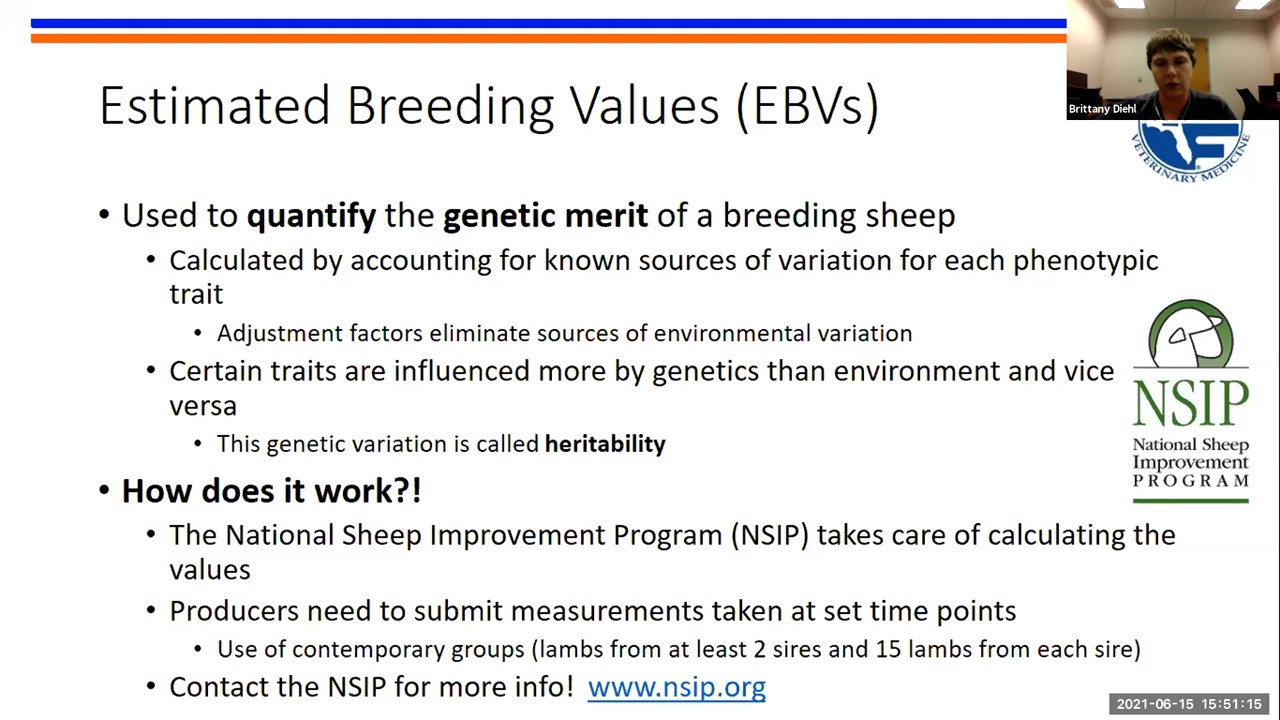 Brittany Diehl
Estimated Breeding Values (EBVs)
VETERINARY MEDICINE
• Used to quantify the genetic merit of a breeding sheep
• Calculated by accounting for known sources of variation for each phenotypic
trait
• Adjustment factors eliminate sources of environmental variation
• Certain traits are influenced more by genetics than environment and vice
versa
• This genetic variation is called heritability
NSIP
National Sheep
Improvement
PROGRAM
• How does it work?!
• The National Sheep Improvement Program (NSIP) takes care of calculating the
values
• Producers need to submit measurements taken at set time points
• Use of contemporary groups (lambs from at least 2 sires and 15 lambs from each sire)
• Contact the NSIP for more info! www.nsip.org
2021-06-15 15:51:15